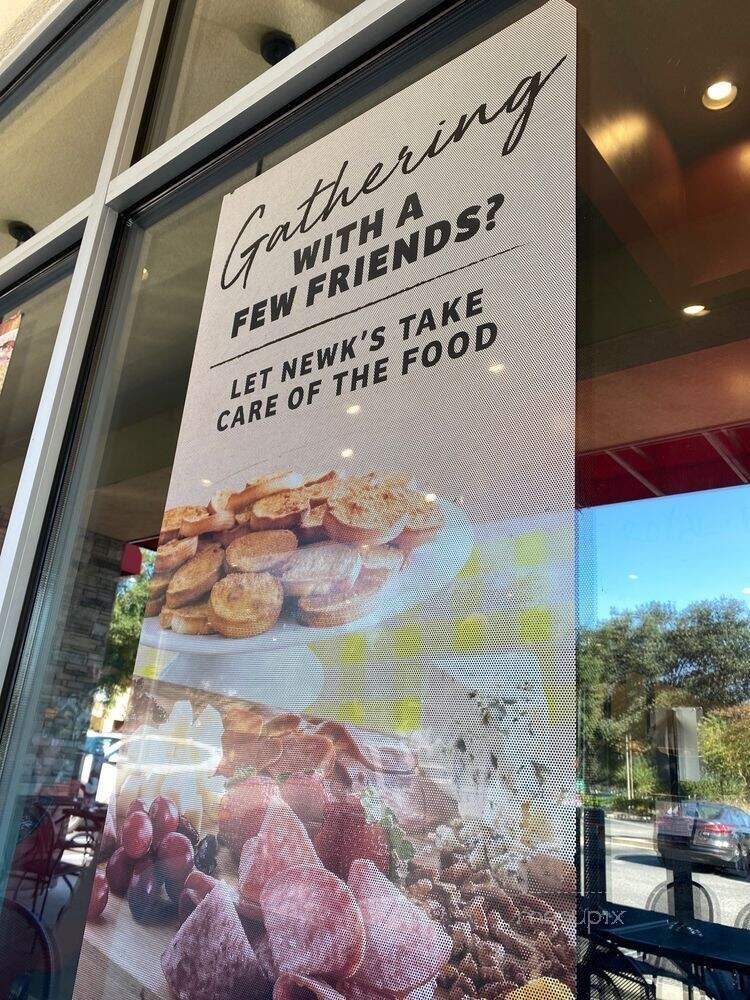 Gathering
WITH A
FEW FRIENDS?
LET NEWK'S TAKE
CARE OF THE FOOD